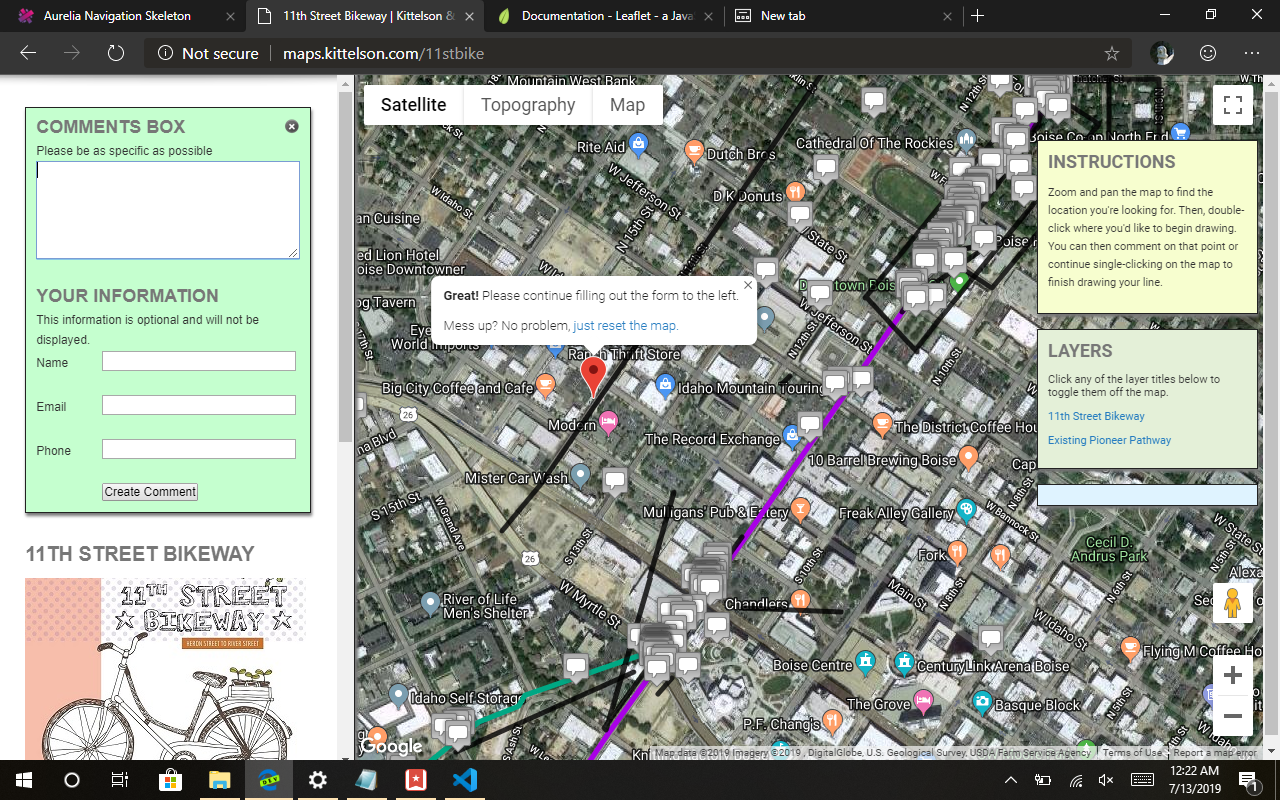 Aurelia Navigation Skeleton
11th Street Bikeway | Kittelson &
Documentation - Leaflet - a Java
New tab
Not secure
maps.kittelson.com/11stbike
COMMENTS BOX
Please be as specific as possible
YOUR INFORMATION
This information is optional and will not be
displayed.
Name
Email
Phone
Create Comment
11TH STREET BIKEWAY
11TH STREET
BIKEWAY
HERON STREET TO RIVER STREET
Satellite
Topography
Map
Mountain West Bank
Rite Aid
Dutch Bros
Cathedral Of The Rockies
Boise Co-op North End
D K Donuts
W Jefferson St
W Idaho St
N 15th St
State St
N 12th St
an Cuisine
ed Lion Hotel
oise Downtowner
og Tavern
Great! Please continue filling out the form to the left.
Mess up? No problem, just reset the map.
World Imports
Ranch Thrift Store
W Jefferson St
N 12th St
N 10th St
Big City Coffee and Cafe
Idaho Mountain Touring
26
Modern
The Record Exchange
The District Coffee Hou
10 Barrel Brewing Boise
Mister Car Wash
S 15th St
W Grand Ave
Mulligans' Pub & Eatery
Freak Alley Gallery
N 8th St
W Bannock St
S 13th St
26
Fork
Cecil D.
Andrus Park
W State St
S 10th St
Main St
N 8th St
N 6th St
W Myrtle St
River of Life
Men's Shelter
Chandlers
W Idaho St
Flying M Coffee Ho
Boise Centre
CenturyLink Arena Boise
Idaho Self Storage
The Grove
Basque Block
P.F. Chang's
Ash St
Google
INSTRUCTIONS
Zoom and pan the map to find the
location you're looking for. Then, double-
click where you'd like to begin drawing.
You can then comment on that point or
continue single-clicking on the map to
finish drawing your line.
LAYERS
Click any of the layer titles below to
toggle them off the map.
11th Street Bikeway
Existing Pioneer Pathway
Map data ©2019 Imagery ©2019 , DigitalGlobe, U.S. Geological Survey, USDA Farm Service Agency
Terms of Use
Report a map error
12:22 AM
7/13/2019
1